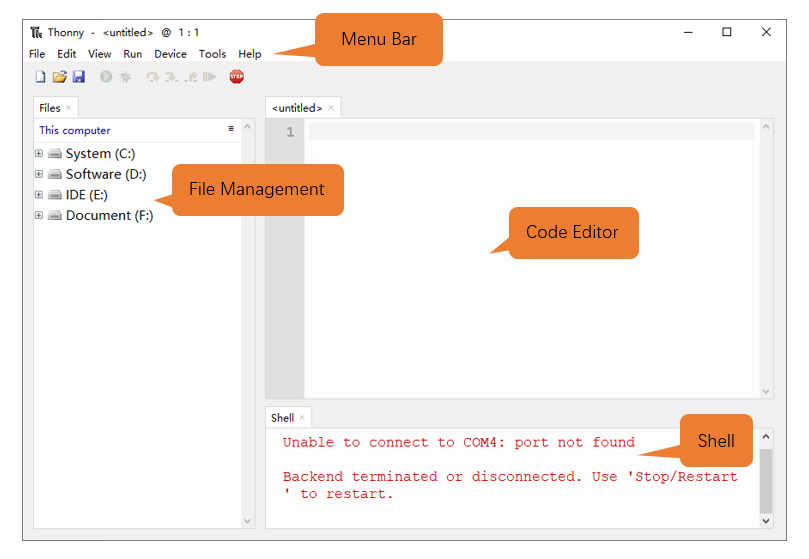 Thonny - <untitled> @ 1 : 1
Menu Bar
File Edit View Run Device Tools Help
STOP
Files ×
<untitled> ×
This computer
1
System (C:)
Software (D:)
IDE (E:)
Document (F:)
File Management
Code Editor
Shell ×
Unable to connect to COM4: port not found
Shell
Backend terminated or disconnected. Use 'Stop/Restart
' to restart.